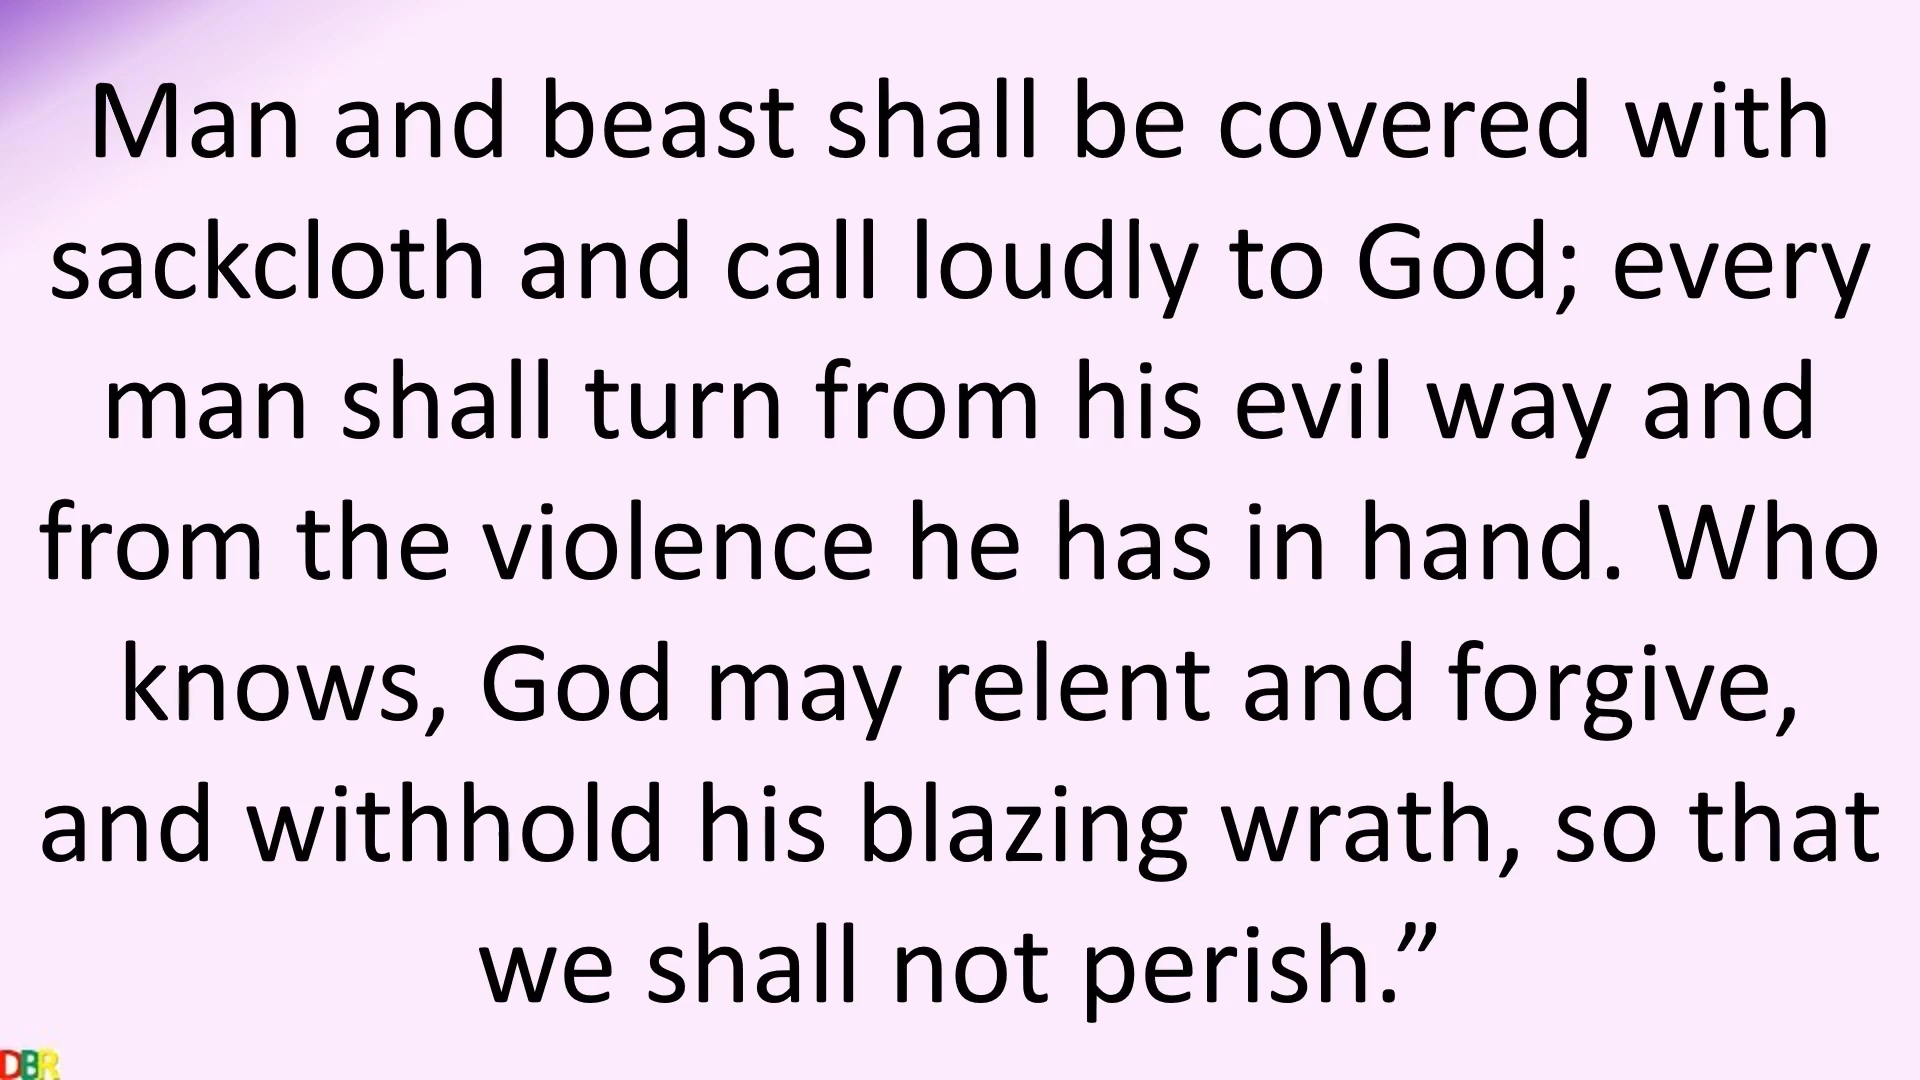 Man and beast shall be covered with
sackcloth and call loudly to God; every
man shall turn from his evil way and
from the violence he has in hand. Who
knows, God may relent and forgive,
and withhold his blazing wrath, so that
we shall not perish.”
DBR